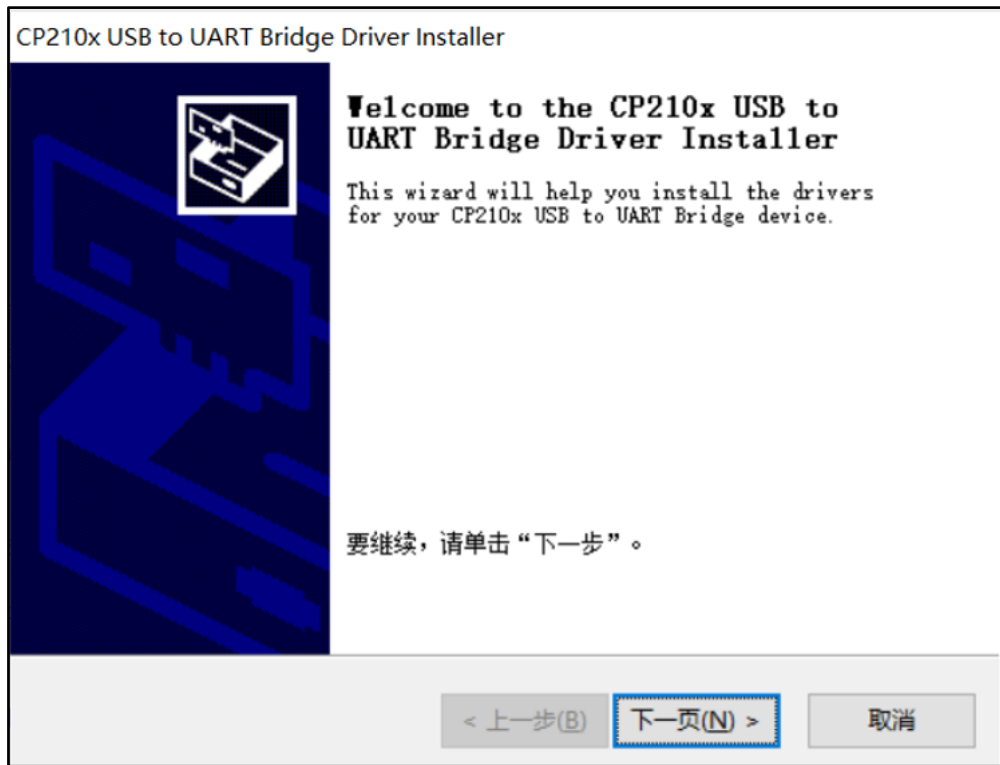 CP210x USB to UART Bridge Driver Installer
Welcome to the CP210x USB to
UART Bridge Driver Installer
This wizard will help you install the drivers
for your CP210x USB to UART Bridge device.
要继续，请单击“下一步”。
< 上一步(B)
下一页(N) >
取消